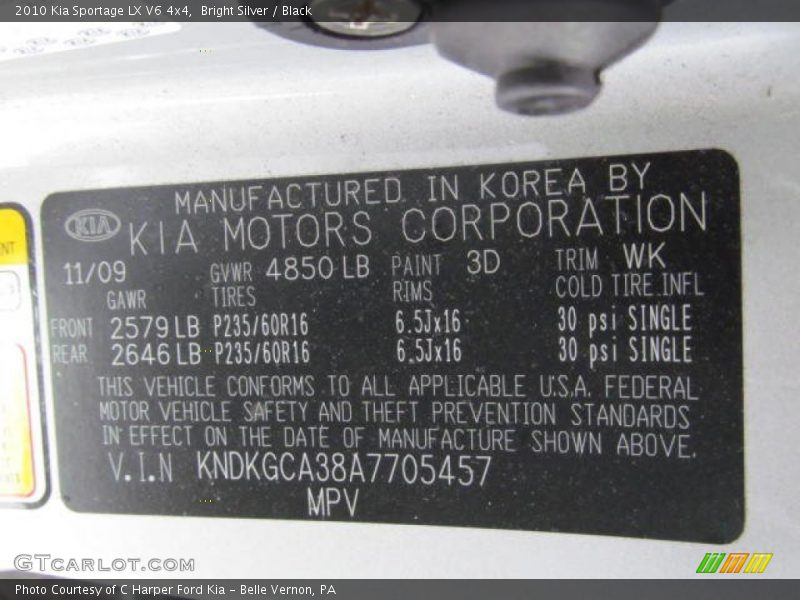 2010 Kia Sportage LX V6 4x4, Bright Silver / Black
MANUFACTURED IN KOREA BY
KIA KIA MOTORS CORPORATION
11/09 GVWR 4850 LB PAINT 3D TRIM WK
GAWR TIRES RIMS COLD TIRE INFL
FRONT 2579 LB P235/60R16 6.5Jx16 30 psi SINGLE
REAR 2646 LB P235/60R16 6.5Jx16 30 psi SINGLE
THIS VEHICLE CONFORMS TO ALL APPLICABLE U.S.A. FEDERAL
MOTOR VEHICLE SAFETY AND THEFT PREVENTION STANDARDS
IN EFFECT ON THE DATE OF MANUFACTURE SHOWN ABOVE.
V.I.N KNDKGCA38A7705457
MPV
GTCARLOT.COM
Photo Courtesy of C Harper Ford Kia - Belle Vernon, PA